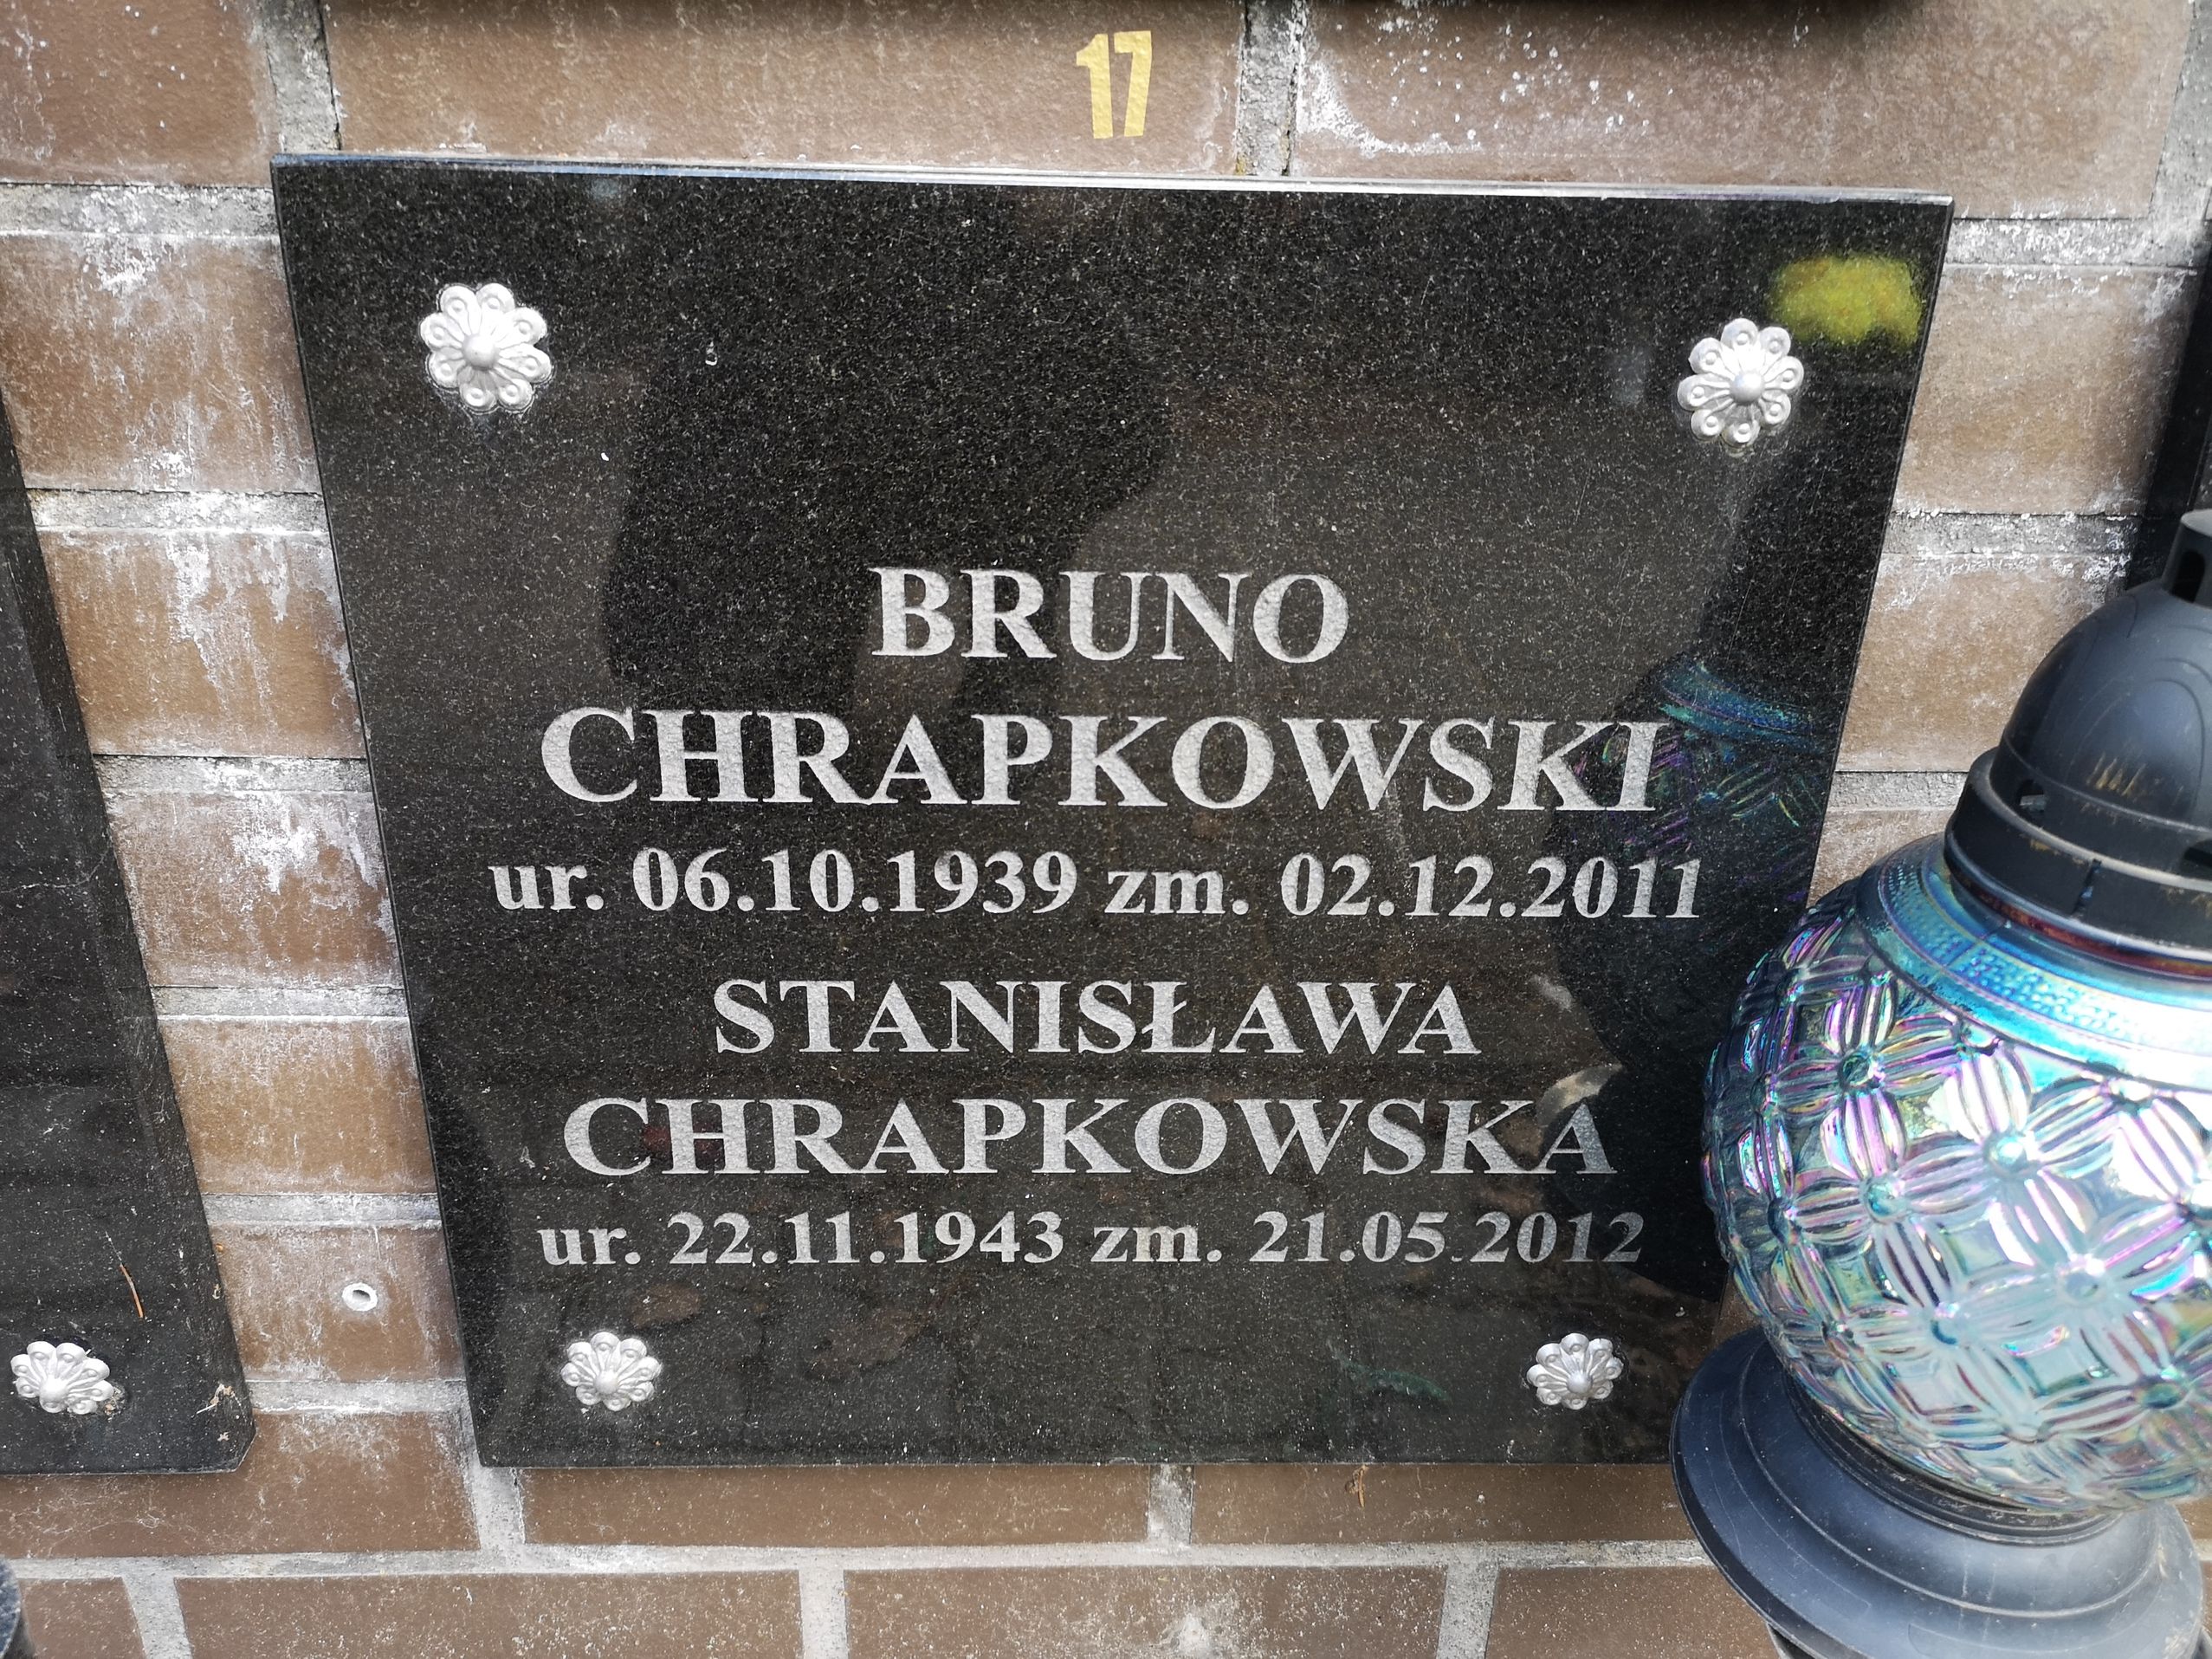 17
BRUNO
CHRAPKOWSKI
ur. 06.10.1939 zm. 02.12.2011
STANISŁAWA
CHRAPKOWSKA
ur. 22.11.1943 zm. 21.05.2012